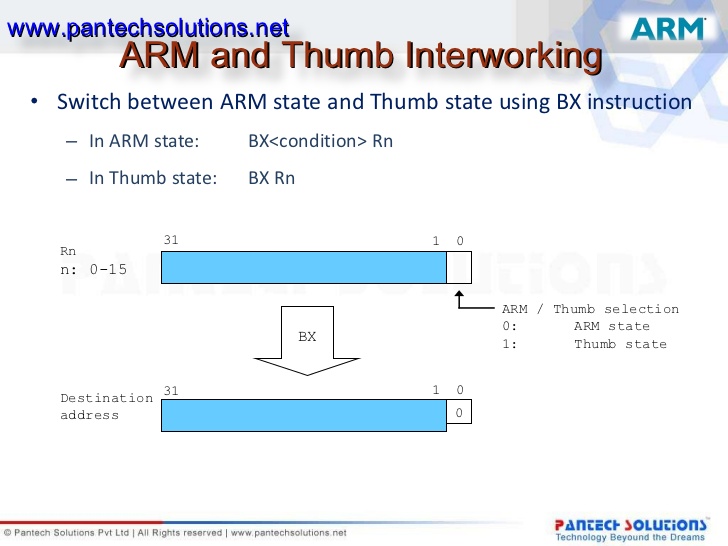 www.pantechsolutions.net
ARM
ARM and Thumb Interworking
• Switch between ARM state and Thumb state using BX instruction
– In ARM state: BX<condition> Rn
– In Thumb state: BX Rn
31 1 0
Rn
n: 0-15
PANTECH SOLUTIONS
ARM / Thumb selection
0: ARM state
1: Thumb state
BX
31 1 0
Destination
address
0
© Pantech Solutions Pvt Ltd | All Rights reserved | www.pantechsolutions.net
PANTECH SOLUTIONS
Technology Beyound the Dreams